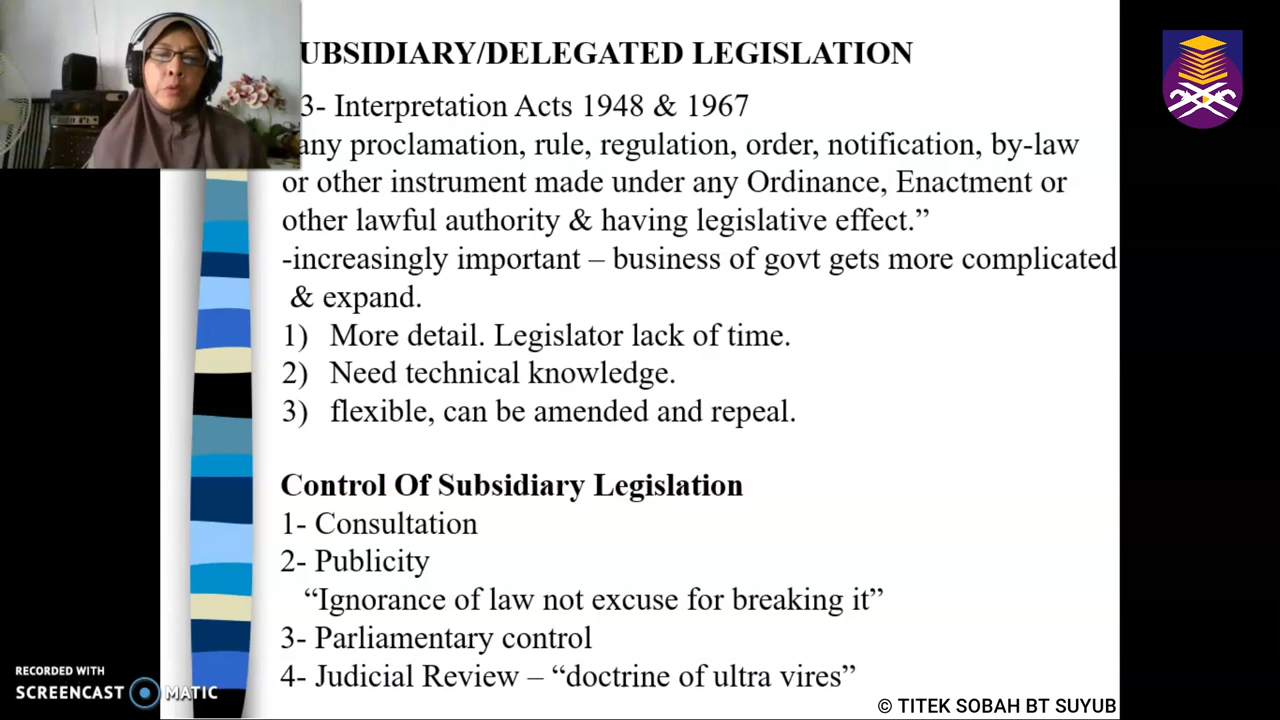 UBSIDIARY/DELEGATED LEGISLATION
3- Interpretation Acts 1948 & 1967
any proclamation, rule, regulation, order, notification, by-law
or other instrument made under any Ordinance, Enactment or
other lawful authority & having legislative effect.”
-increasingly important – business of govt gets more complicated
& expand.
1) More detail. Legislator lack of time.
2) Need technical knowledge.
3) flexible, can be amended and repeal.
Control Of Subsidiary Legislation
1- Consultation
2- Publicity
“Ignorance of law not excuse for breaking it”
3- Parliamentary control
4- Judicial Review – “doctrine of ultra vires”
RECORDED WITH
SCREENCAST MATIC
© TITEK SOBAH BT SUYUB